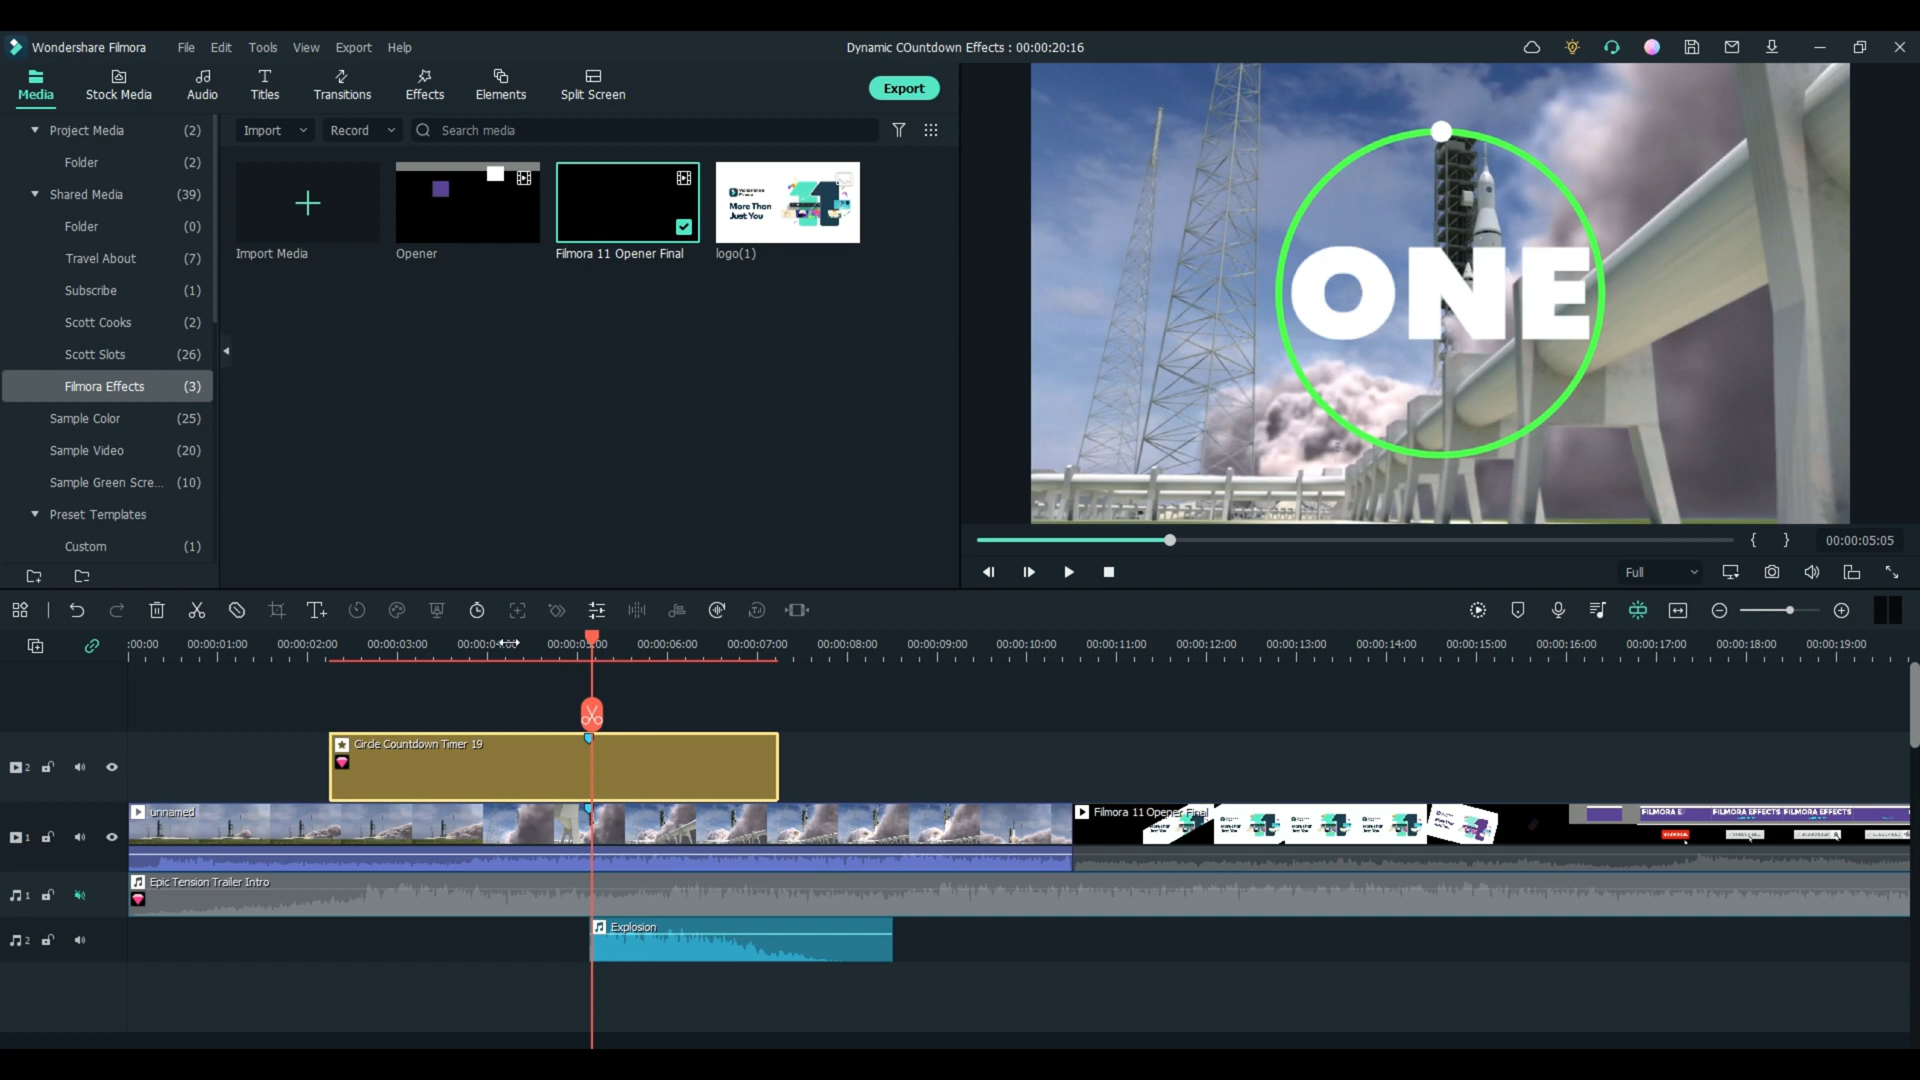 Wondershare Filmora
File
Edit
Tools
View
Export
Help
Dynamic COuntdown Effects : 00:00:20:16
Media
Stock Media
Audio
Titles
Transitions
Effects
Elements
Split Screen
Export
Project Media (2)
Folder (2)
Shared Media (39)
Folder (0)
Travel About (7)
Subscribe (1)
Scott Cooks (2)
Scott Slots (26)
Filmora Effects (3)
Sample Color (25)
Sample Video (20)
Sample Green Scre... (10)
Preset Templates
Custom (1)
Import
Record
Search media
More Than
Just You
Import Media
Opener
Filmora 11 Opener Final
logo(1)
ONE
00:00:05:05
Full
:00:00
00:00:01:00
00:00:02:00
00:00:03:00
00:00:06:00
00:00:07:00
00:00:08:00
00:00:09:00
00:00:10:00
00:00:11:00
00:00:12:00
00:00:13:00
00:00:14:00
00:00:15:00
00:00:16:00
00:00:17:00
00:00:18:00
00:00:19:00
2
Circle Countdown Timer 19
1
unnamed
Filmora 11 Opener Final
FILMORA E
FILMORA EFFECTS
FILMORA EFFECTS
1
Epic Tension Trailer Intro
2
Explosion